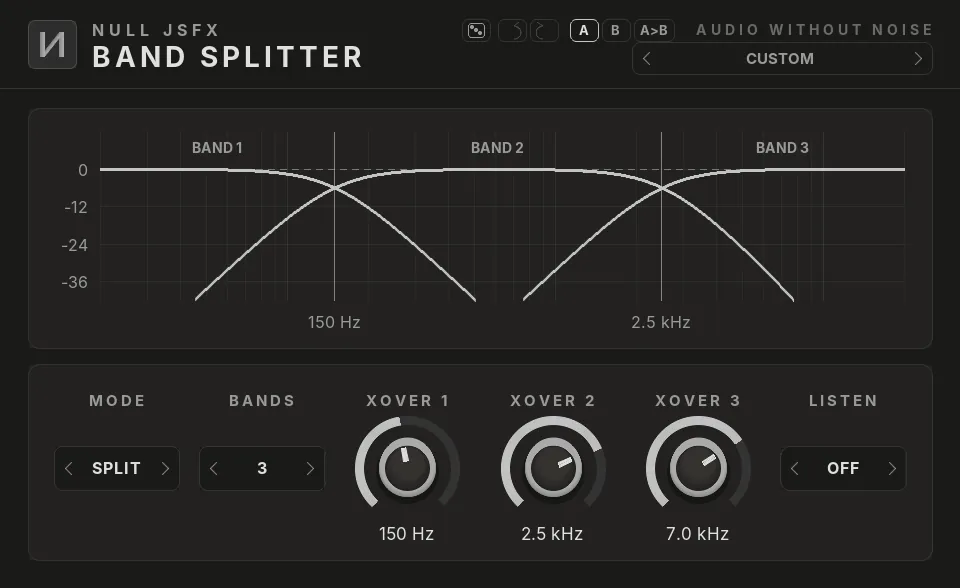 NULL JSFX
BAND SPLITTER
A B A>B AUDIO WITHOUT NOISE
CUSTOM
BAND 1 BAND 2 BAND 3
0
-12
-24
-36
150 Hz 2.5 kHz
MODE BANDS XOVER 1 XOVER 2 XOVER 3 LISTEN
SPLIT 3 OFF
150 Hz 2.5 kHz 7.0 kHz